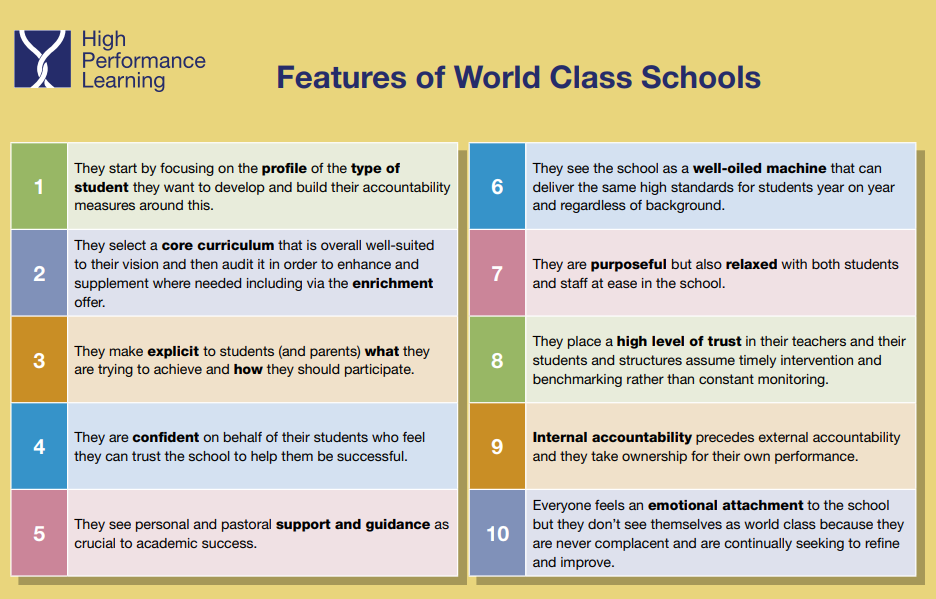 High
Performance
Learning
Features of World Class Schools
1
They start by focusing on the profile of the type of
student they want to develop and build their accountability
measures around this.
2
They select a core curriculum that is overall well-suited
to their vision and then audit it in order to enhance and
supplement where needed including via the enrichment
offer.
3
They make explicit to students (and parents) what they
are trying to achieve and how they should participate.
4
They are confident on behalf of their students who feel
they can trust the school to help them be successful.
5
They see personal and pastoral support and guidance as
crucial to academic success.
6
They see the school as a well-oiled machine that can
deliver the same high standards for students year on year
and regardless of background.
7
They are purposeful but also relaxed with both students
and staff at ease in the school.
8
They place a high level of trust in their teachers and their
students and structures assume timely intervention and
benchmarking rather than constant monitoring.
9
Internal accountability precedes external accountability
and they take ownership for their own performance.
10
Everyone feels an emotional attachment to the school
but they don’t see themselves as world class because they
are never complacent and are continually seeking to refine
and improve.